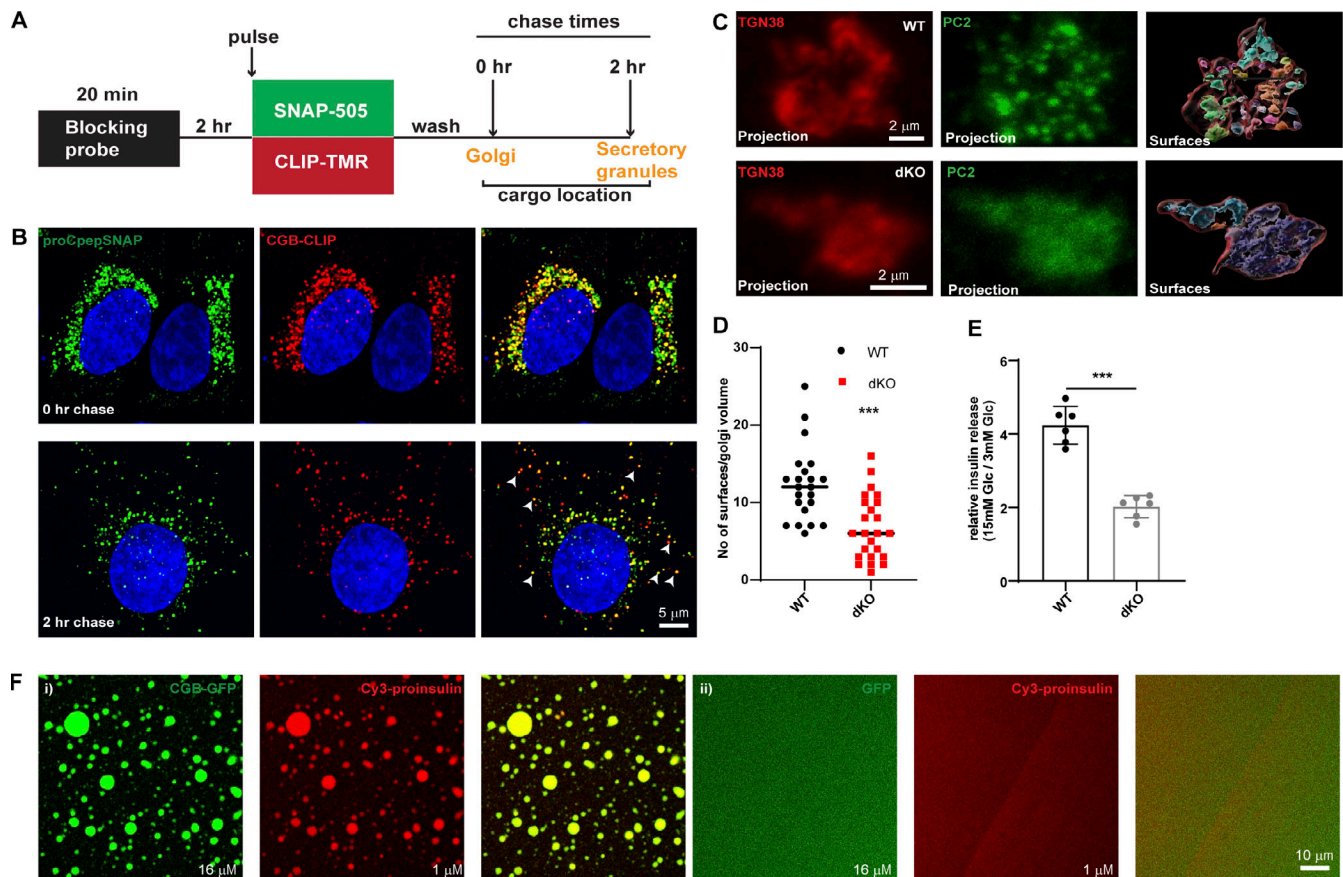 A
chase times
pulse
0 hr
2 hr
20 min
Blocking
probe
2 hr
SNAP-505
CLIP-TMR
wash
Golgi
Secretory
granules
cargo location
B
proCpepSNAP
CGB-CLIP
0 hr chase
2 hr chase
5 μm
C
TGN38
WT
Projection
2 μm
PC2
Projection
Surfaces
TGN38
dKO
Projection
2 μm
PC2
Projection
Surfaces
D
No of surfaces/golgi volume
30
20
10
0
WT
dKO
***
WT
dKO
E
relative insulin release
(15mM Glc / 3mM Glc)
6
4
2
0
***
WT
dKO
F
i)
CGB-GFP
16 μM
Cy3-proinsulin
1 μM
ii)
GFP
16 μM
Cy3-proinsulin
1 μM
10 μm